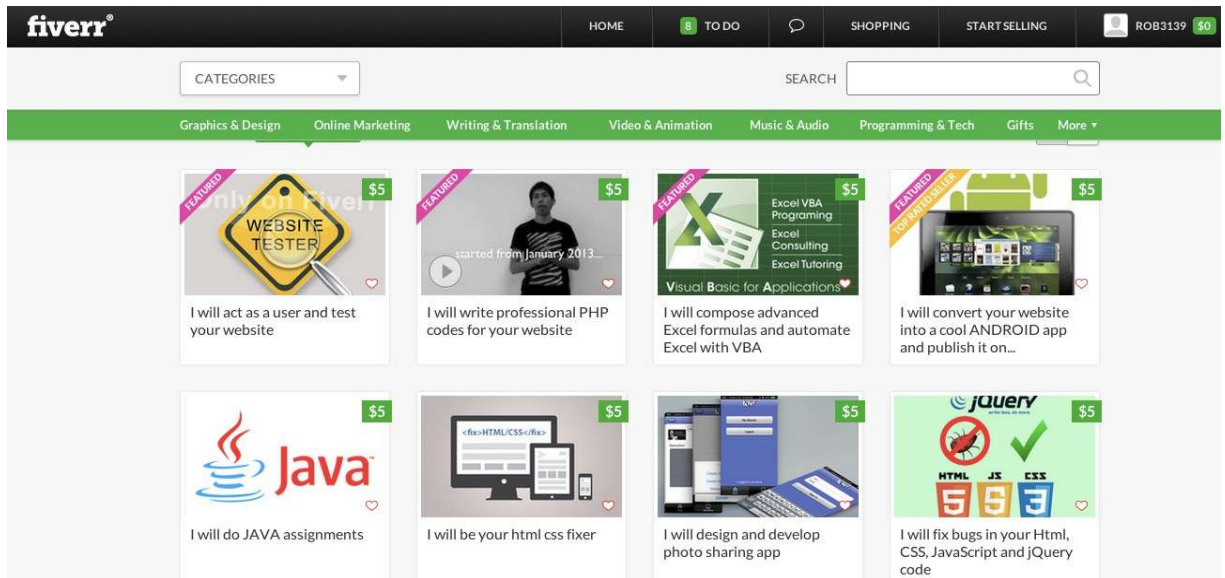 fiverr®
HOME
8 TO DO
SHOPPING
START SELLING
ROB3139 $0
CATEGORIES
SEARCH
Graphics & Design Online Marketing Writing & Translation Video & Animation Music & Audio Programming & Tech Gifts More
FEATURED
Only on Fiverr
$5
WEBSITE
TESTER
I will act as a user and test
your website
FEATURED
$5
started from January 2013...
I will write professional PHP
codes for your website
FEATURED
$5
Excel VBA
Programing
Excel
Consulting
Excel Tutoring
Visual Basic for Applications
I will compose advanced
Excel formulas and automate
Excel with VBA
FEATURED
TOP RATED SELLER
$5
I will convert your website
into a cool ANDROID app
and publish it on...
$5
Java
I will do JAVA assignments
$5
<fix>HTML/CSS</fix>
I will be your html css fixer
$5
I will design and develop
photo sharing app
jQuery
write less, do more.
$5
HTML JS CSS
5 5 3
I will fix bugs in your Html,
CSS, JavaScript and jQuery
code